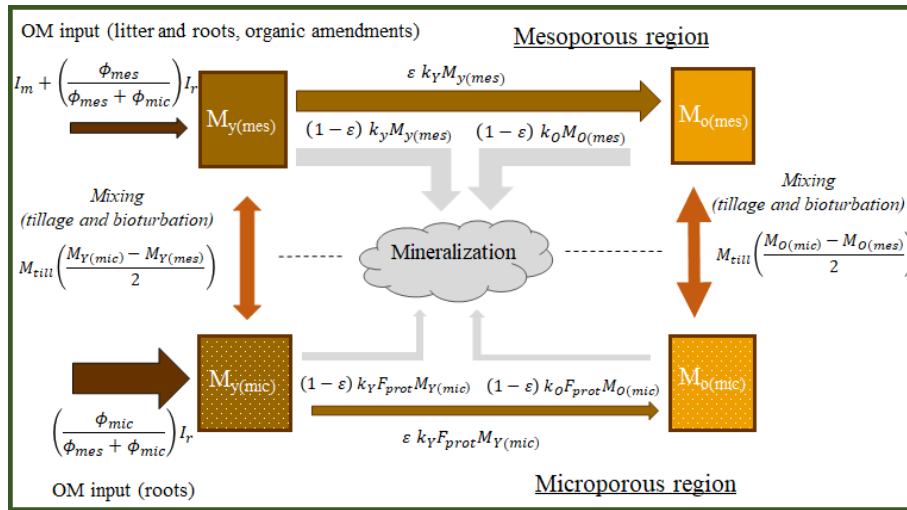 OM input (litter and roots, organic amendments)
Mesoporous region
I_m + (ϕ_mes / (ϕ_mes + ϕ_mic)) I_r
M_y(mes)
ε k_Y M_y(mes)
M_o(mes)
(1 − ε) k_y M_y(mes)
(1 − ε) k_O M_O(mes)
Mixing
(tillage and bioturbation)
M_till ((M_Y(mic) − M_Y(mes)) / 2)
Mineralization
Mixing
(tillage and bioturbation)
M_till ((M_O(mic) − M_O(mes)) / 2)
M_y(mic)
M_o(mic)
(1 − ε) k_Y F_prot M_Y(mic)
(1 − ε) k_O F_prot M_O(mic)
(ϕ_mic / (ϕ_mes + ϕ_mic)) I_r
ε k_Y F_prot M_Y(mic)
OM input (roots)
Microporous region